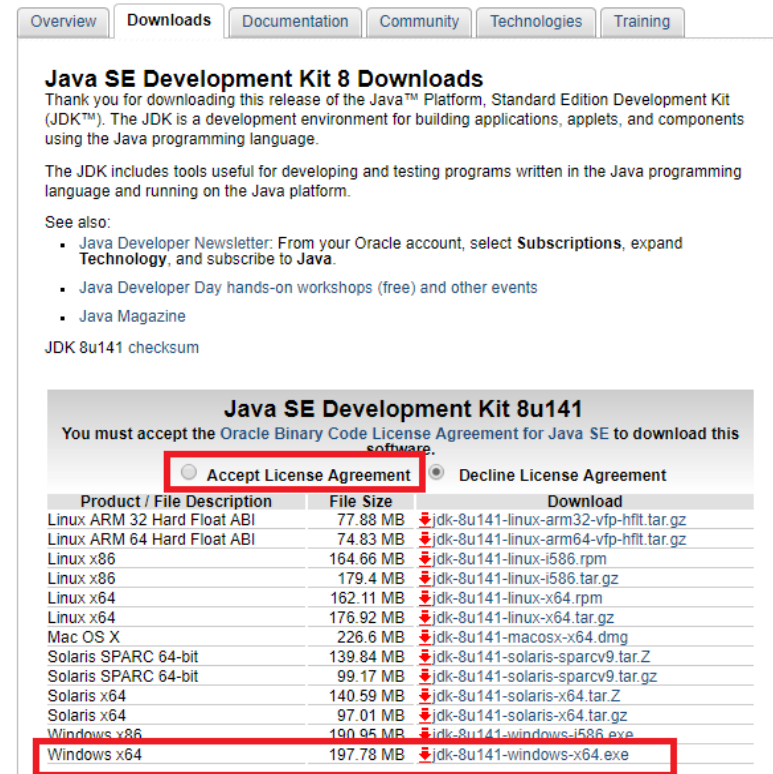 Overview Downloads Documentation Community Technologies Training
Java SE Development Kit 8 Downloads
Thank you for downloading this release of the Java™ Platform, Standard Edition Development Kit
(JDK™). The JDK is a development environment for building applications, applets, and components
using the Java programming language.
The JDK includes tools useful for developing and testing programs written in the Java programming
language and running on the Java platform.
See also:
Java Developer Newsletter: From your Oracle account, select Subscriptions, expand
Technology, and subscribe to Java.
Java Developer Day hands-on workshops (free) and other events
Java Magazine
JDK 8u141 checksum
Java SE Development Kit 8u141
You must accept the Oracle Binary Code License Agreement for Java SE to download this
software.
Accept License Agreement Decline License Agreement
Product / File Description File Size Download
Linux ARM 32 Hard Float ABI 77.88 MB jdk-8u141-linux-arm32-vfp-hflt.tar.gz
Linux ARM 64 Hard Float ABI 74.83 MB jdk-8u141-linux-arm64-vfp-hflt.tar.gz
Linux x86 164.66 MB jdk-8u141-linux-i586.rpm
Linux x86 179.4 MB jdk-8u141-linux-i586.tar.gz
Linux x64 162.11 MB jdk-8u141-linux-x64.rpm
Linux x64 176.92 MB jdk-8u141-linux-x64.tar.gz
Mac OS X 226.6 MB jdk-8u141-macosx-x64.dmg
Solaris SPARC 64-bit 139.84 MB jdk-8u141-solaris-sparcv9.tar.Z
Solaris SPARC 64-bit 99.17 MB jdk-8u141-solaris-sparcv9.tar.gz
Solaris x64 140.59 MB jdk-8u141-solaris-x64.tar.Z
Solaris x64 97.01 MB jdk-8u141-solaris-x64.tar.gz
Windows x86 190.95 MB jdk-8u141-windows-i586.exe
Windows x64 197.78 MB jdk-8u141-windows-x64.exe